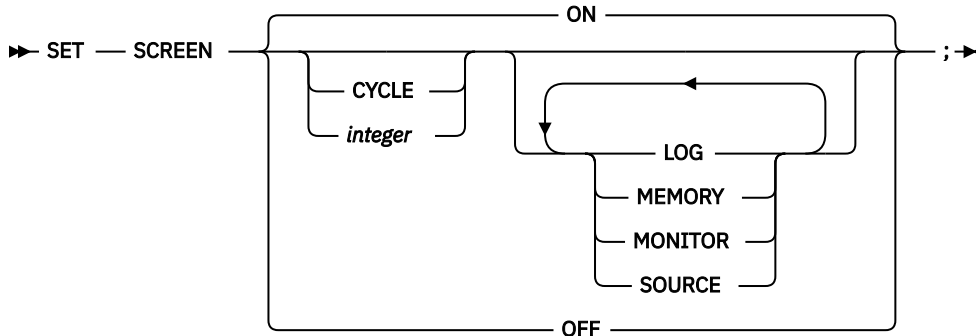 ON
SET SCREEN ;
CYCLE
integer
LOG
MEMORY
MONITOR
SOURCE
OFF